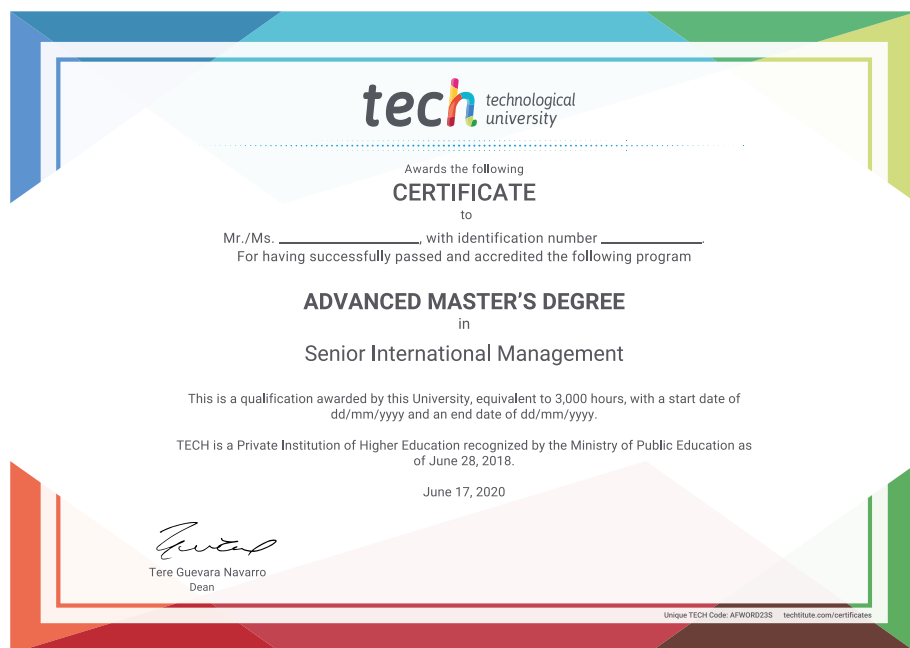 tech technological
university
Awards the following
CERTIFICATE
to
Mr./Ms. ____________________, with identification number ______________.
For having successfully passed and accredited the following program
ADVANCED MASTER’S DEGREE
in
Senior International Management
This is a qualification awarded by this University, equivalent to 3,000 hours, with a start date of
dd/mm/yyyy and an end date of dd/mm/yyyy.
TECH is a Private Institution of Higher Education recognized by the Ministry of Public Education as
of June 28, 2018.
June 17, 2020
Tere Guevara Navarro
Dean
Unique TECH Code: AFWORD23S techtitute.com/certificates